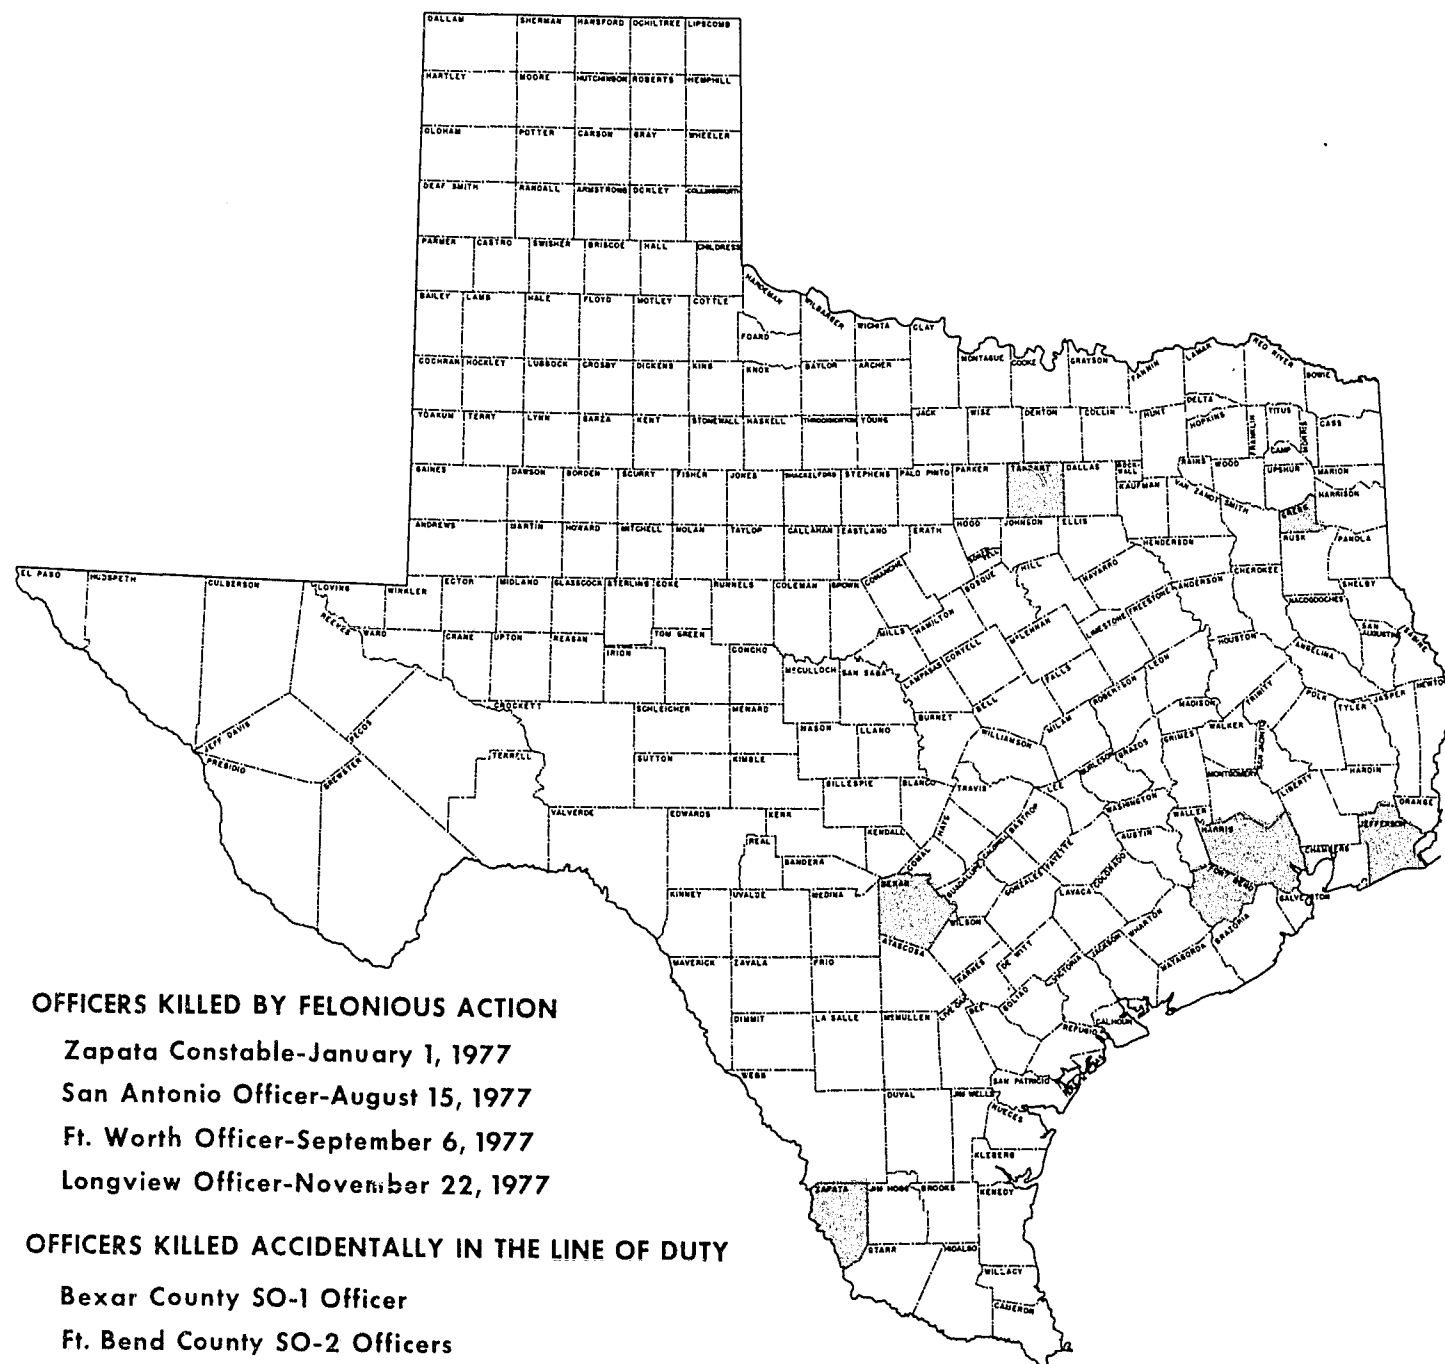 DALLAM SHERMAN HANSFORD OCHILTREE LIPSCOMB
HARTLEY MOORE HUTCHINSON ROBERTS HEMPHILL
OLDHAM POTTER CARSON GRAY WHEELER
DEAF SMITH RANDALL ARMSTRONG DONLEY COLLINGSWORTH
PARMER CASTRO SWISHER BRISCOE HALL CHILDRESS
HARDEMAN
BAILEY LAMB HALE FLOYD MOTLEY COTTLE WILBARBER WICHITA CLAY
FOARD MONTAGUE COOKE GRAYSON FANNIN LAMAR RED RIVER BOWIE
COCHRAN HOCKLEY LUBBOCK CROSBY DICKENS KING KNOX BAYLOR ARCHER
DELTA
YOAKUM TERRY LYNN GARZA KENT STONEWALL HASKELL THROCKMORTON YOUNG JACK WISE DENTON COLLIN HUNT HOPKINS FRANKLIN TITUS MORRIS CASS
CAMP
GAINES DAWSON BORDEN SCURRY FISHER JONES SHACKELFORD STEPHENS PALO PINTO PARKER TARRANT DALLAS ROCKWALL RAINS WOOD UPSHUR MARION
KAUFMAN VAN ZANDT SMITH GREGG HARRISON
ANDREWS MARTIN HOWARD MITCHELL NOLAN TAYLOR CALLAHAN EASTLAND ERATH HOOD JOHNSON ELLIS HENDERSON RUSK PANOLA
SOMERVELL
EL PASO HUDSPETH CULBERSON LOVING WINKLER ECTOR MIDLAND GLASSCOCK STERLING COKE RUNNELS COLEMAN BROWN COMANCHE BOSQUE HILL NAVARRO ANDERSON CHEROKEE SHELBY
REEVES WARD CRANE UPTON REAGAN IRION TOM GREEN CONCHO MILLS HAMILTON McLENNAN LIMESTONE FREESTONE NACOGDOCHES SAN AUGUSTINE SABINE
McCULLOCH SAN SABA LAMPASAS CORYELL FALLS LEON HOUSTON ANGELINA
CROCKETT SCHLEICHER MENARD BURNET BELL MILAM ROBERTSON MADISON TRINITY POLK TYLER JASPER NEWTON
JEFF DAVIS PECOS MASON LLANO WILLIAMSON BRAZOS GRIMES WALKER
PRESIDIO BREWSTER TERRELL SUTTON KIMBLE GILLESPIE BLANCO TRAVIS LEE BURLESON MONTGOMERY LIBERTY HARDIN
VALVERDE EDWARDS KERR KENDALL HAYS BASTROP WASHINGTON WALLER HARRIS JEFFERSON ORANGE
REAL BANDERA COMAL CALDWELL FAYETTE AUSTIN CHAMBERS
KINNEY UVALDE MEDINA BEXAR GUADALUPE GONZALES LAVACA COLORADO FORT BEND GALVESTON
WILSON WHARTON BRAZORIA
MAVERICK ZAVALA FRIO ATASCOSA KARNES DE WITT VICTORIA JACKSON MATAGORDA
DIMMIT LA SALLE McMULLEN LIVE OAK BEE GOLIAD REFUGIO CALHOUN
WEBB DUVAL JIM WELLS SAN PATRICIO
NUECES
KLEBERG
ZAPATA JIM HOGG BROOKS KENEDY
STARR HIDALGO
WILLACY
CAMERON
OFFICERS KILLED BY FELONIOUS ACTION
Zapata Constable-January 1, 1977
San Antonio Officer-August 15, 1977
Ft. Worth Officer-September 6, 1977
Longview Officer-November 22, 1977
OFFICERS KILLED ACCIDENTALLY IN THE LINE OF DUTY
Bexar County SO-1 Officer
Ft. Bend County SO-2 Officers